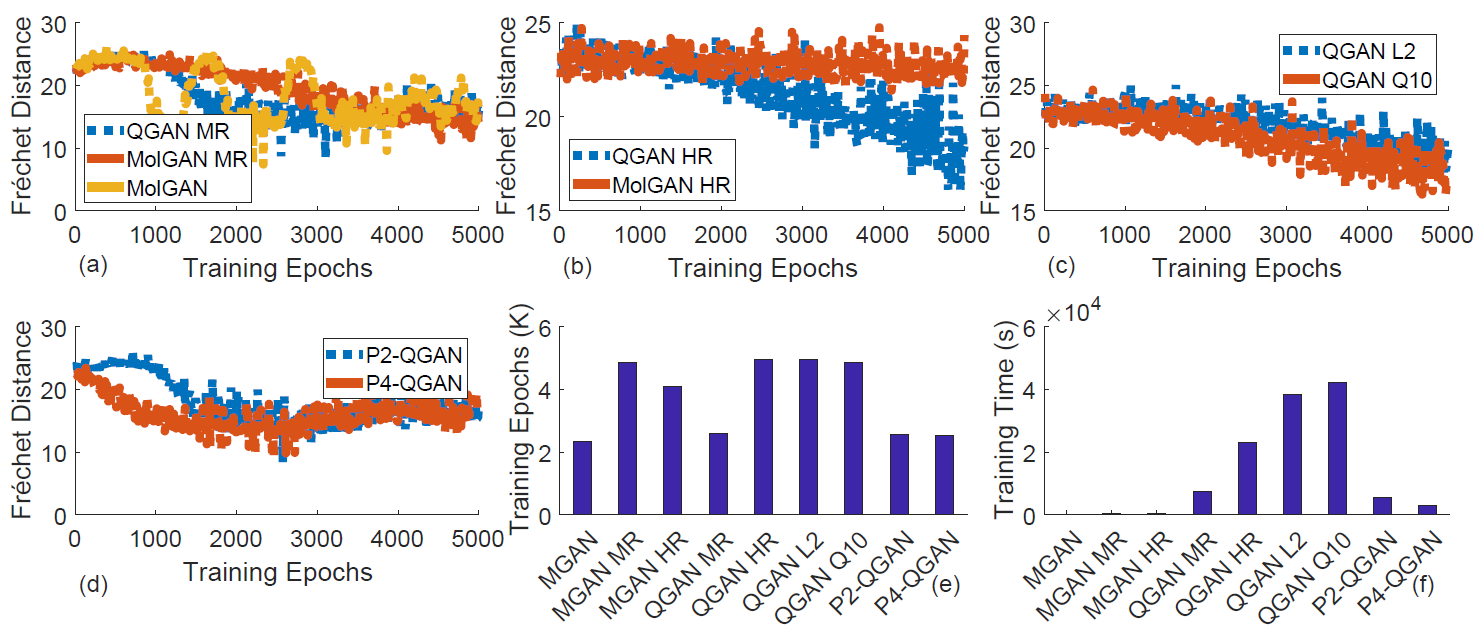 Fréchet Distance
30
20
10
0
QGAN MR
MolGAN MR
MolGAN
0 1000 2000 3000 4000 5000
(a) Training Epochs
Fréchet Distance
25
20
15
QGAN HR
MolGAN HR
0 1000 2000 3000 4000 5000
(b) Training Epochs
Fréchet Distance
30
25
20
15
QGAN L2
QGAN Q10
0 1000 2000 3000 4000 5000
(c) Training Epochs
Fréchet Distance
30
20
10
0
P2-QGAN
P4-QGAN
0 1000 2000 3000 4000 5000
(d) Training Epochs
Training Epochs (K)
6
4
2
0
MGAN
MGAN MR
MGAN HR
QGAN MR
QGAN HR
QGAN L2
QGAN Q10
P2-QGAN
P4-QGAN
(e)
Training Time (s)
×10⁴
6
4
2
0
MGAN
MGAN MR
MGAN HR
QGAN MR
QGAN HR
QGAN L2
QGAN Q10
P2-QGAN
P4-QGAN
(f)